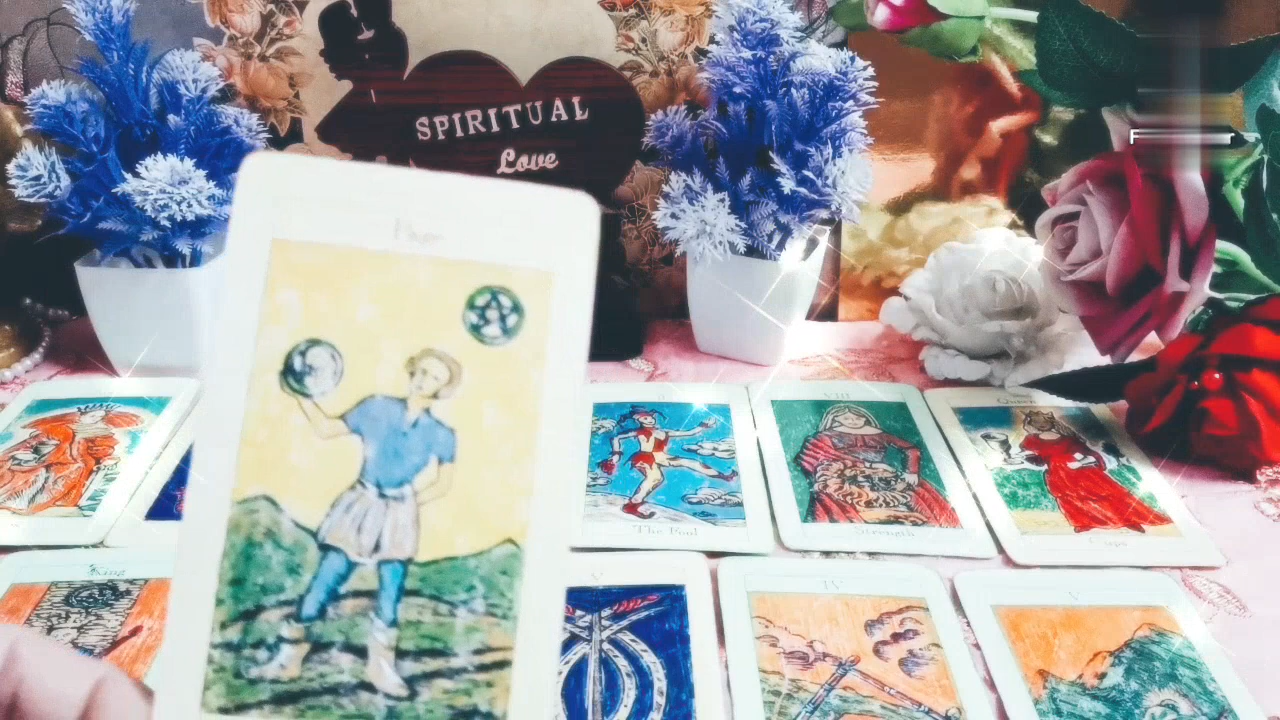 SPIRITUAL
Love
Page
The Fool
VIII
Strength
Queen
Cups
King
V
IV
V